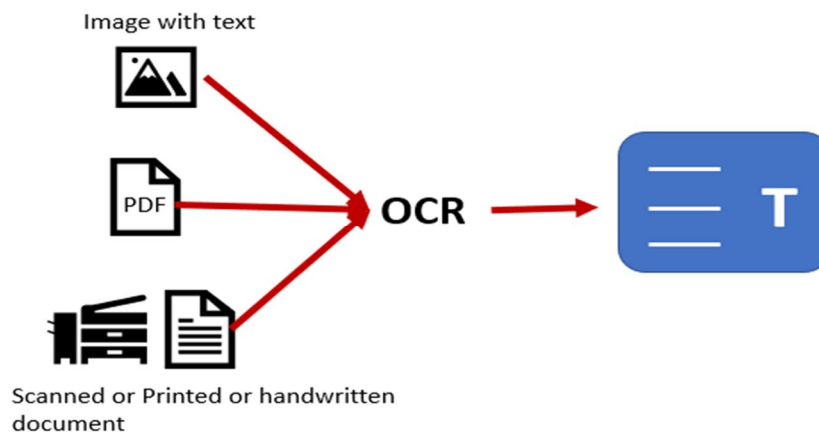 Image with text
PDF
OCR
T
Scanned or Printed or handwritten
document